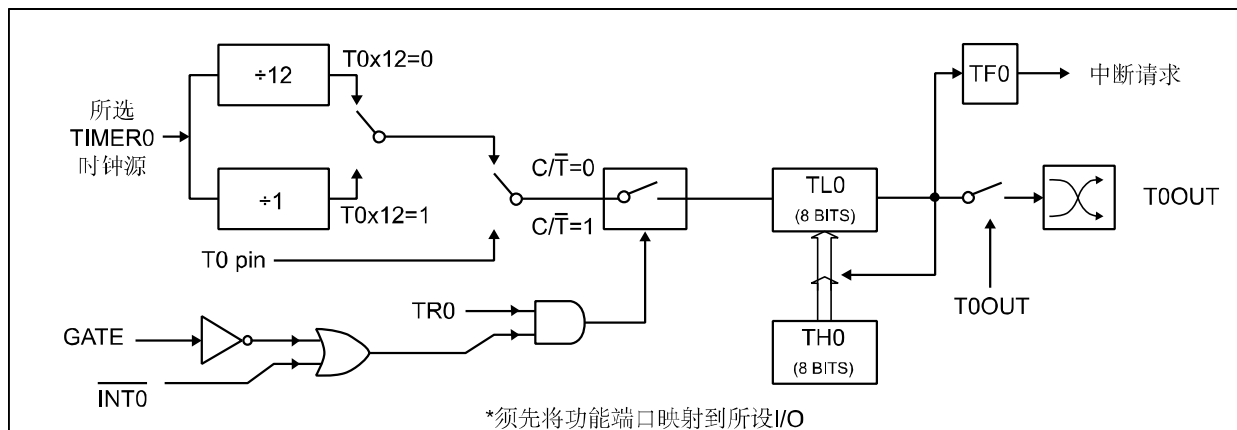 ÷12
T0x12=0
所选
TIMER0
时钟源
÷1
T0x12=1
T0 pin
C/T̅=0
C/T̅=1
TL0
(8 BITS)
TH0
(8 BITS)
TF0
中断请求
T0OUT
T0OUT
TR0
GATE
I̅N̅T̅0̅
*须先将功能端口映射到所设I/O